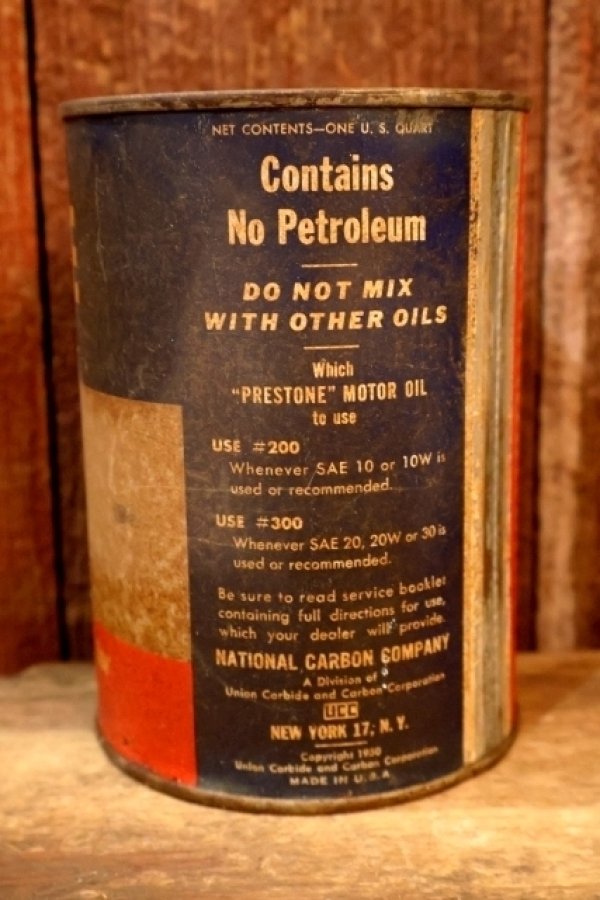 NET CONTENTS—ONE U. S. QUART
Contains
No Petroleum
DO NOT MIX
WITH OTHER OILS
Which
"PRESTONE" MOTOR OIL
to use
USE #200
Whenever SAE 10 or 10W is
used or recommended.
USE #300
Whenever SAE 20, 20W or 30 is
used or recommended.
Be sure to read service booklet
containing full directions for use,
which your dealer will provide.
NATIONAL CARBON COMPANY
A Division of
Union Carbide and Carbon Corporation
UCC
NEW YORK 17, N. Y.
Copyright 1950
Union Carbide and Carbon Corporation
MADE IN U.S.A.